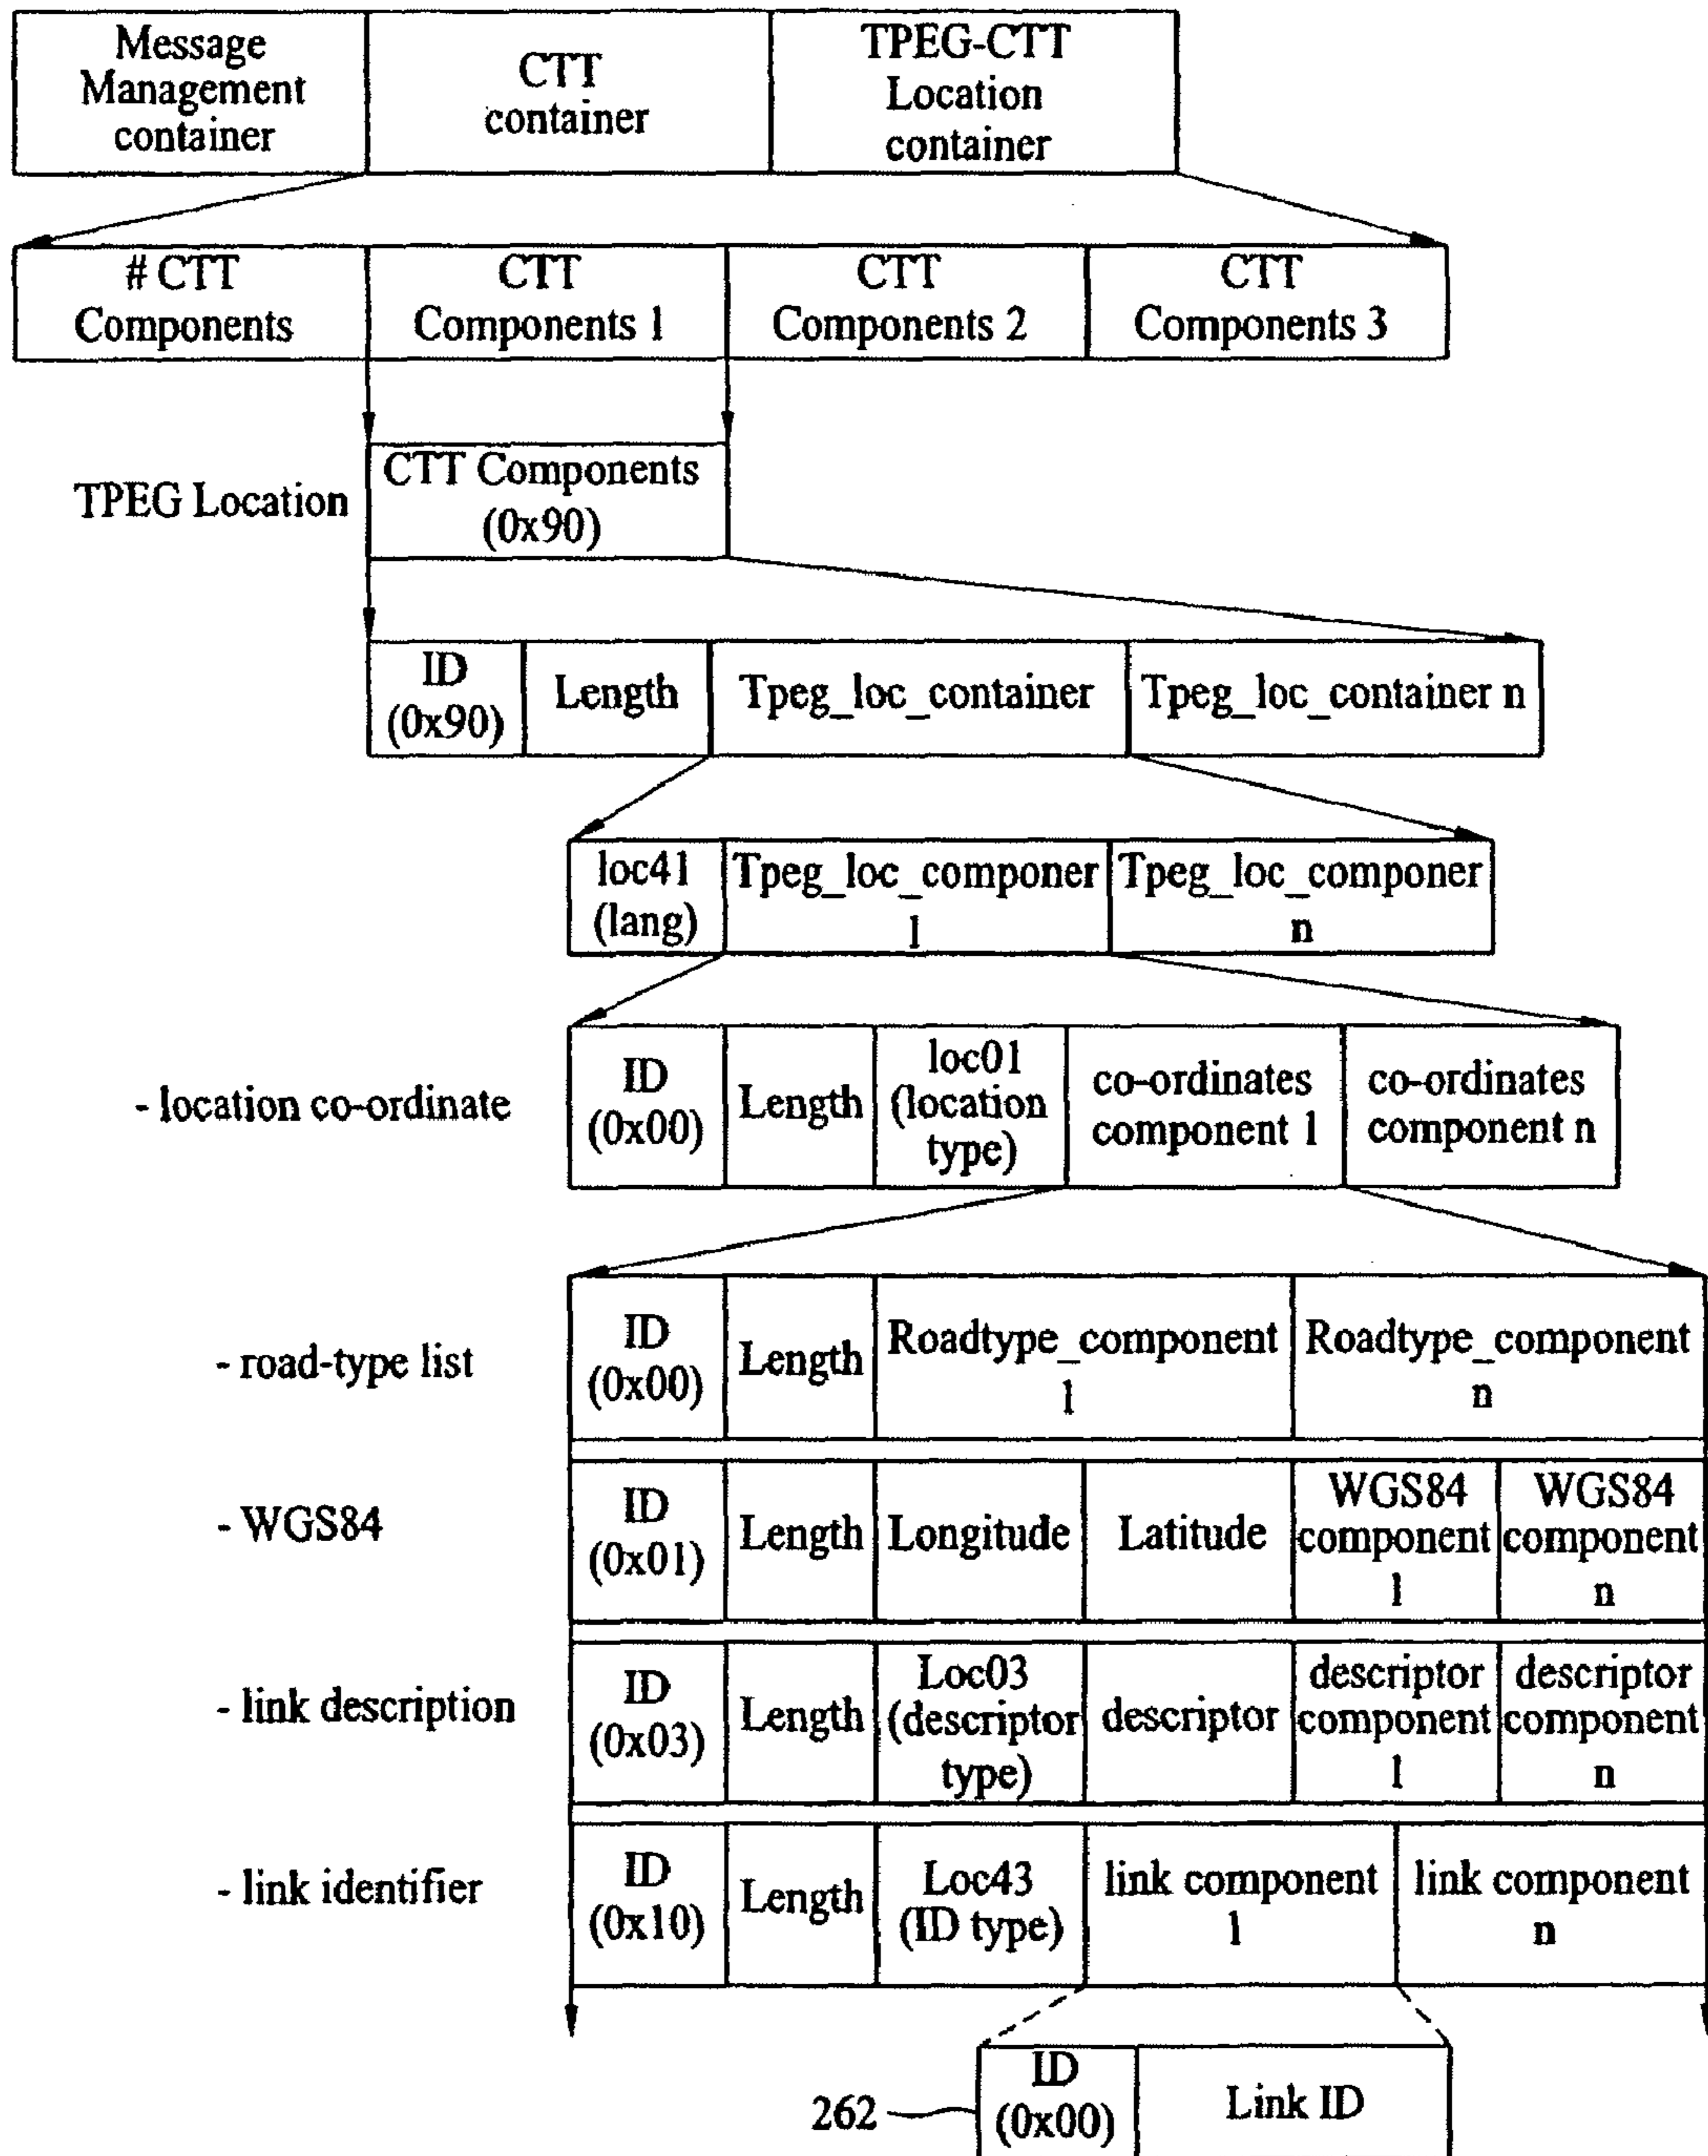 Message
Management
container
CTT
container
TPEG-CTT
Location
container
# CTT
Components
CTT
Components 1
CTT
Components 2
CTT
Components 3
TPEG Location
CTT Components
(0x90)
ID
(0x90)
Length
Tpeg_loc_container
Tpeg_loc_container n
loc41
(lang)
Tpeg_loc_componer
1
Tpeg_loc_componer
n
- location co-ordinate
ID
(0x00)
Length
loc01
(location
type)
co-ordinates
component 1
co-ordinates
component n
- road-type list
ID
(0x00)
Length
Roadtype_component
1
Roadtype_component
n
- WGS84
ID
(0x01)
Length
Longitude
Latitude
WGS84
component
1
WGS84
component
n
- link description
ID
(0x03)
Length
Loc03
(descriptor
type)
descriptor
descriptor
component
1
descriptor
component
n
- link identifier
ID
(0x10)
Length
Loc43
(ID type)
link component
1
link component
n
262
ID
(0x00)
Link ID